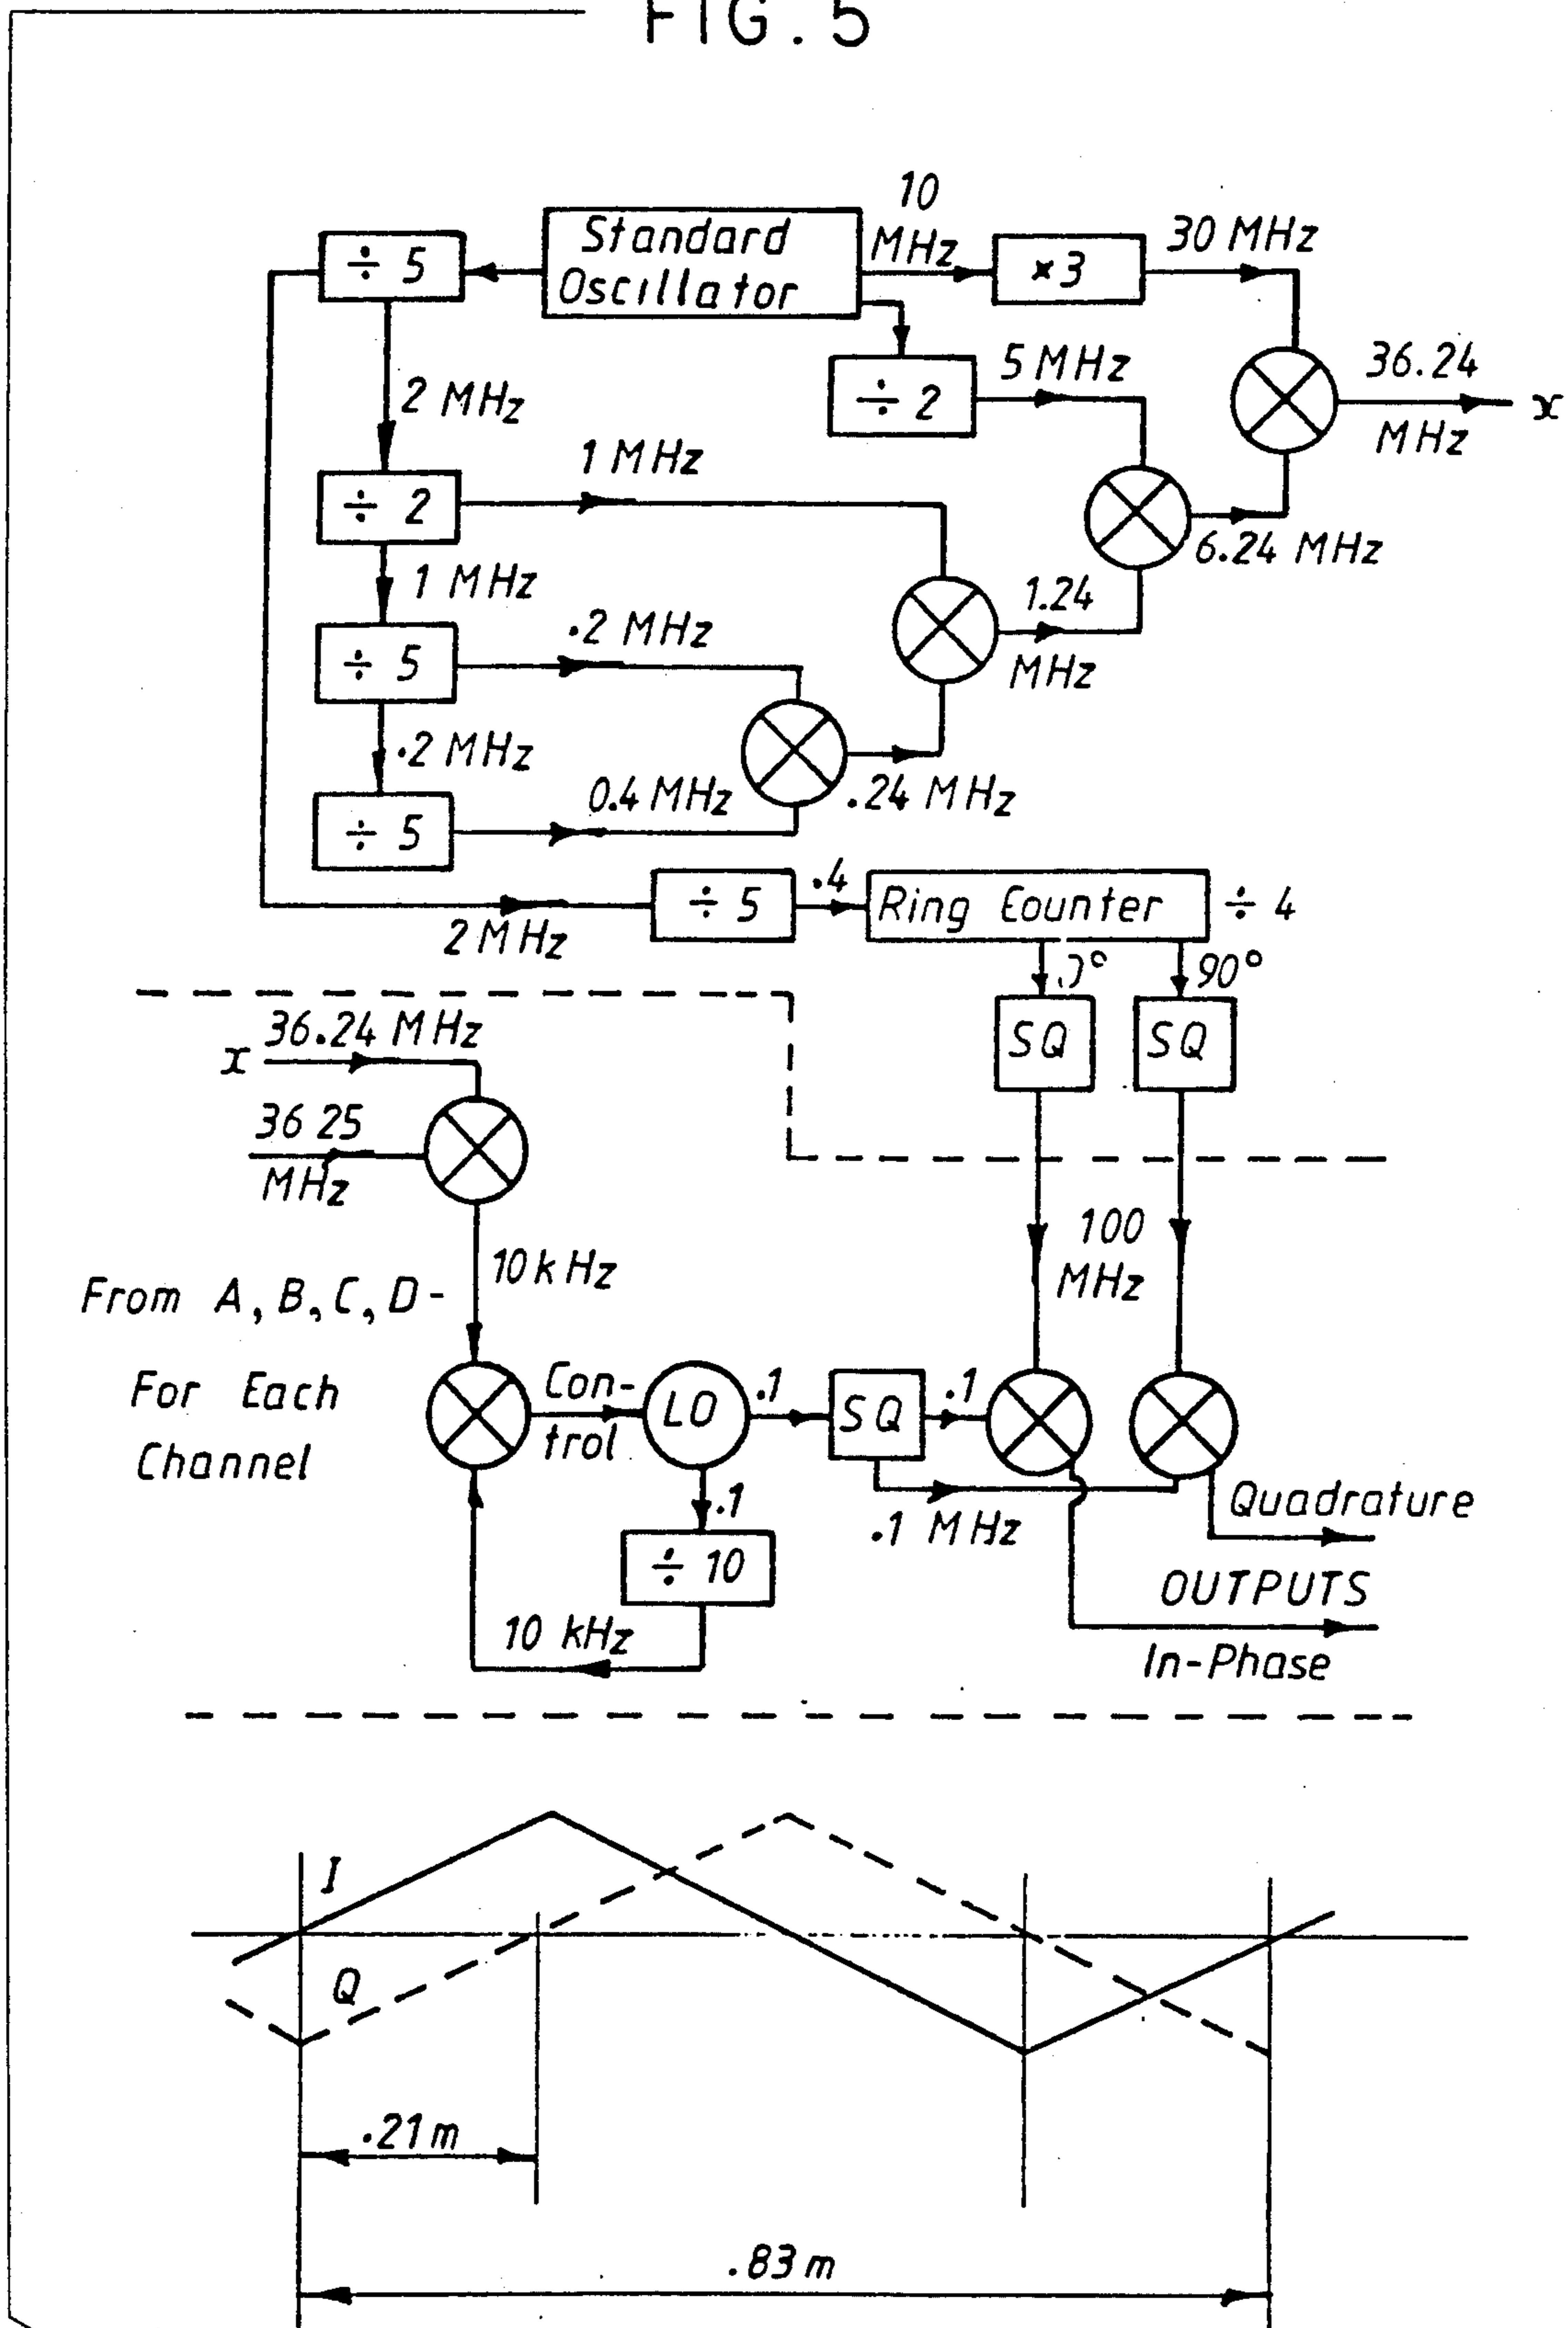 FIG. 5
10
MHz
30 MHz
Standard
Oscillator
÷ 5
×3
÷ 2
5 MHz
36.24
MHz
x
2 MHz
1 MHz
÷ 2
6.24 MHz
1 MHz
1.24
MHz
.2 MHz
÷ 5
.2 MHz
.24 MHz
0.4 MHz
÷ 5
÷ 5
.4
Ring Counter
÷ 4
2 MHz
90°
SQ
SQ
36.24 MHz
x
36 25
MHz
100
MHz
10 kHz
From A, B, C, D-
For Each
Channel
Con-
trol
LO
.1
SQ
.1
.1
.1 MHz
÷ 10
10 kHz
Quadrature
OUTPUTS
In-Phase
I
Q
.21 m
.83 m